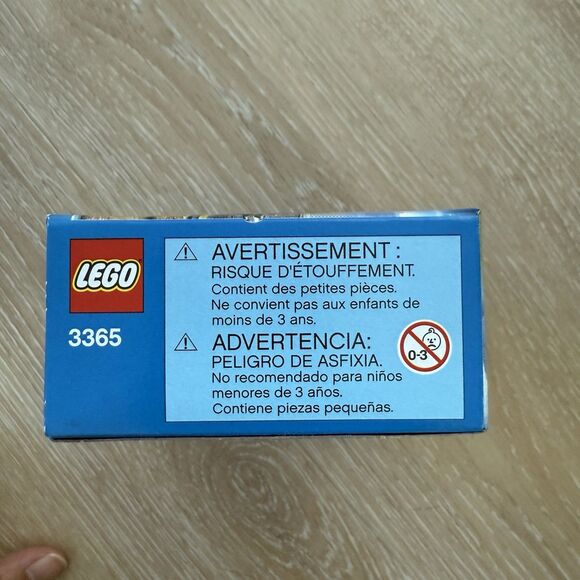 LEGO
3365
AVERTISSEMENT :
RISQUE D'ÉTOUFFEMENT.
Contient des petites pièces.
Ne convient pas aux enfants de
moins de 3 ans.
ADVERTENCIA:
PELIGRO DE ASFIXIA.
No recomendado para niños
menores de 3 años.
Contiene piezas pequeñas.
0-3